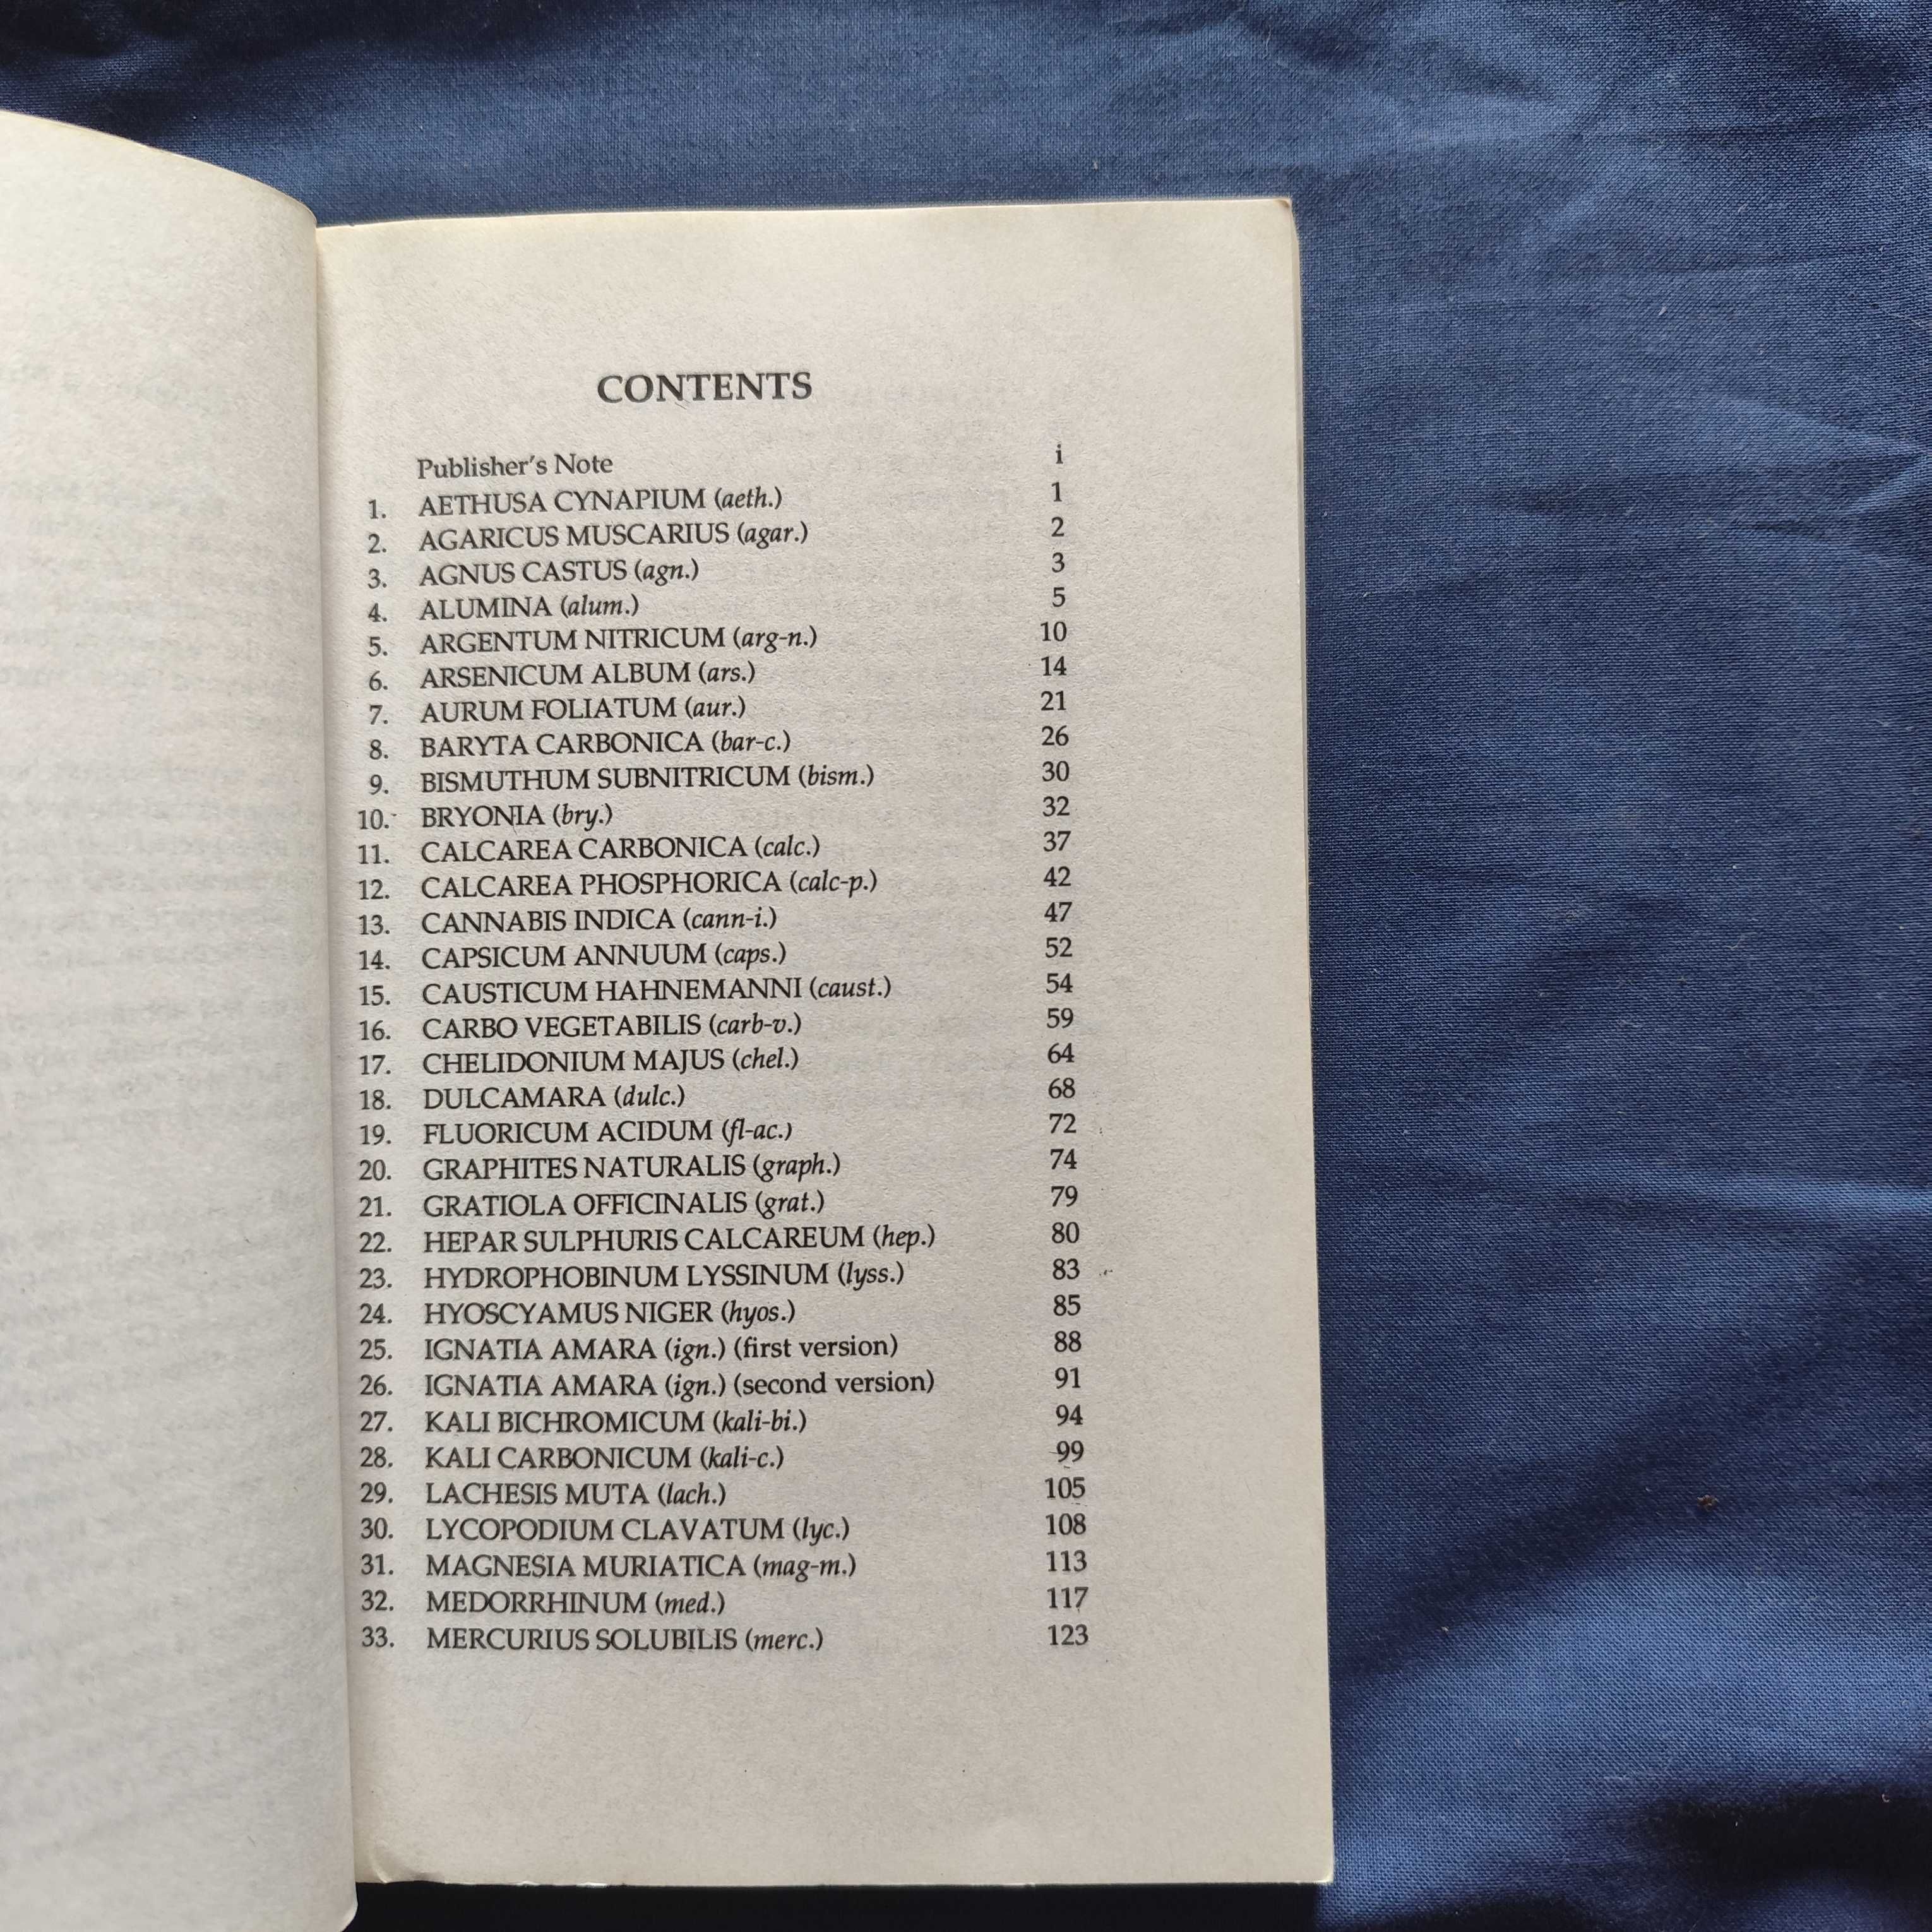 CONTENTS
Publisher's Note i
1. AETHUSA CYNAPIUM (aeth.) 1
2. AGARICUS MUSCARIUS (agar.) 2
3. AGNUS CASTUS (agn.) 3
4. ALUMINA (alum.) 5
5. ARGENTUM NITRICUM (arg-n.) 10
6. ARSENICUM ALBUM (ars.) 14
7. AURUM FOLIATUM (aur.) 21
8. BARYTA CARBONICA (bar-c.) 26
9. BISMUTHUM SUBNITRICUM (bism.) 30
10. BRYONIA (bry.) 32
11. CALCAREA CARBONICA (calc.) 37
12. CALCAREA PHOSPHORICA (calc-p.) 42
13. CANNABIS INDICA (cann-i.) 47
14. CAPSICUM ANNUUM (caps.) 52
15. CAUSTICUM HAHNEMANNI (caust.) 54
16. CARBO VEGETABILIS (carb-v.) 59
17. CHELIDONIUM MAJUS (chel.) 64
18. DULCAMARA (dulc.) 68
19. FLUORICUM ACIDUM (fl-ac.) 72
20. GRAPHITES NATURALIS (graph.) 74
21. GRATIOLA OFFICINALIS (grat.) 79
22. HEPAR SULPHURIS CALCAREUM (hep.) 80
23. HYDROPHOBINUM LYSSINUM (lyss.) 83
24. HYOSCYAMUS NIGER (hyos.) 85
25. IGNATIA AMARA (ign.) (first version) 88
26. IGNATIA AMARA (ign.) (second version) 91
27. KALI BICHROMICUM (kali-bi.) 94
28. KALI CARBONICUM (kali-c.) 99
29. LACHESIS MUTA (lach.) 105
30. LYCOPODIUM CLAVATUM (lyc.) 108
31. MAGNESIA MURIATICA (mag-m.) 113
32. MEDORRHINUM (med.) 117
33. MERCURIUS SOLUBILIS (merc.) 123